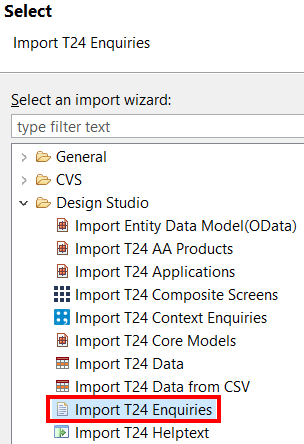 Select
Import T24 Enquiries
Select an import wizard:
type filter text
General
CVS
Design Studio
Import Entity Data Model(OData)
Import T24 AA Products
Import T24 Applications
Import T24 Composite Screens
Import T24 Context Enquiries
Import T24 Core Models
Import T24 Data
Import T24 Data from CSV
Import T24 Enquiries
Import T24 Helptext